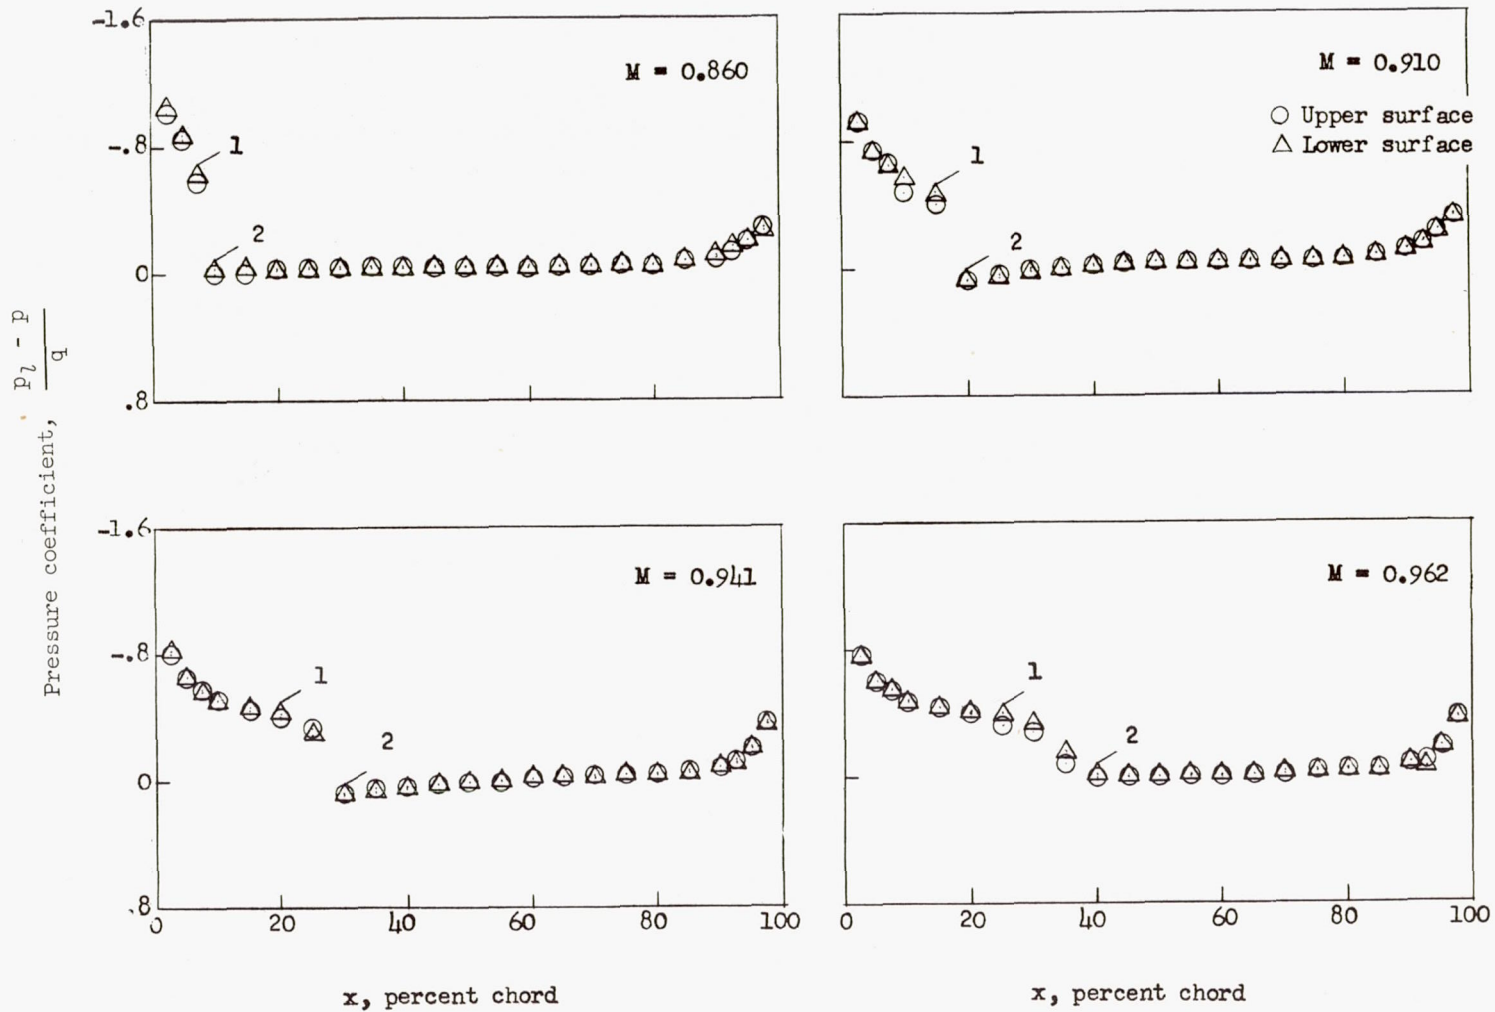 -1.6
M = 0.860
1
-.8
2
0
.8
M = 0.910
○ Upper surface
△ Lower surface
1
2
Pressure coefficient, p_l - p / q
-1.6
M = 0.941
1
-.8
2
0
.8
0 20 40 60 80 100
x, percent chord
M = 0.962
1
2
0 20 40 60 80 100
x, percent chord